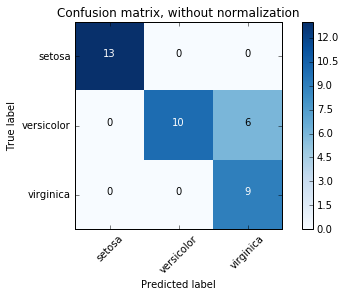 Confusion matrix, without normalization
True label
setosa 13 0 0
versicolor 0 10 6
virginica 0 0 9
setosa versicolor virginica
Predicted label
12.0
10.5
9.0
7.5
6.0
4.5
3.0
1.5
0.0